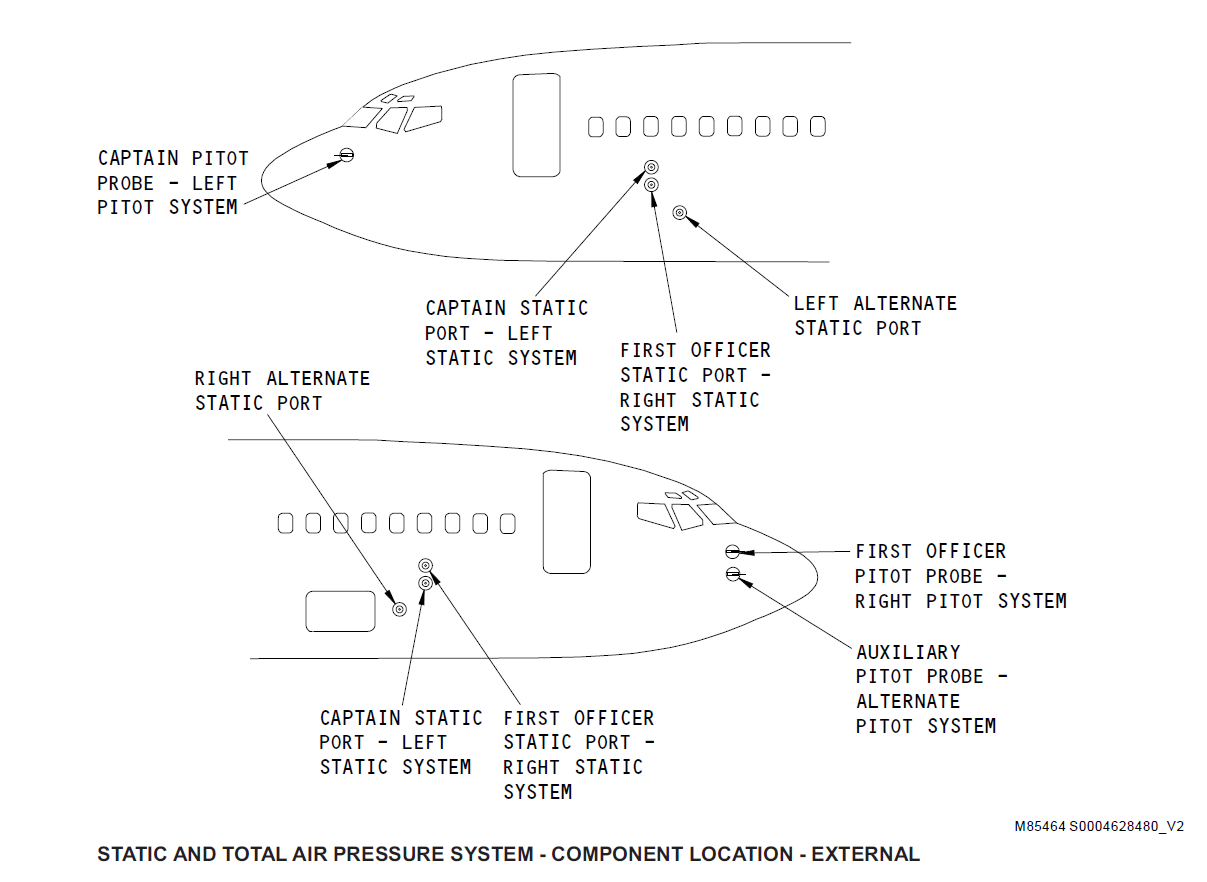 CAPTAIN PITOT
PROBE - LEFT
PITOT SYSTEM
CAPTAIN STATIC
PORT - LEFT
STATIC SYSTEM
FIRST OFFICER
STATIC PORT -
RIGHT STATIC
SYSTEM
LEFT ALTERNATE
STATIC PORT
RIGHT ALTERNATE
STATIC PORT
FIRST OFFICER
PITOT PROBE -
RIGHT PITOT SYSTEM
AUXILIARY
PITOT PROBE -
ALTERNATE
PITOT SYSTEM
CAPTAIN STATIC
PORT - LEFT
STATIC SYSTEM
FIRST OFFICER
STATIC PORT -
RIGHT STATIC
SYSTEM
M85464 S0004628480_V2
STATIC AND TOTAL AIR PRESSURE SYSTEM - COMPONENT LOCATION - EXTERNAL